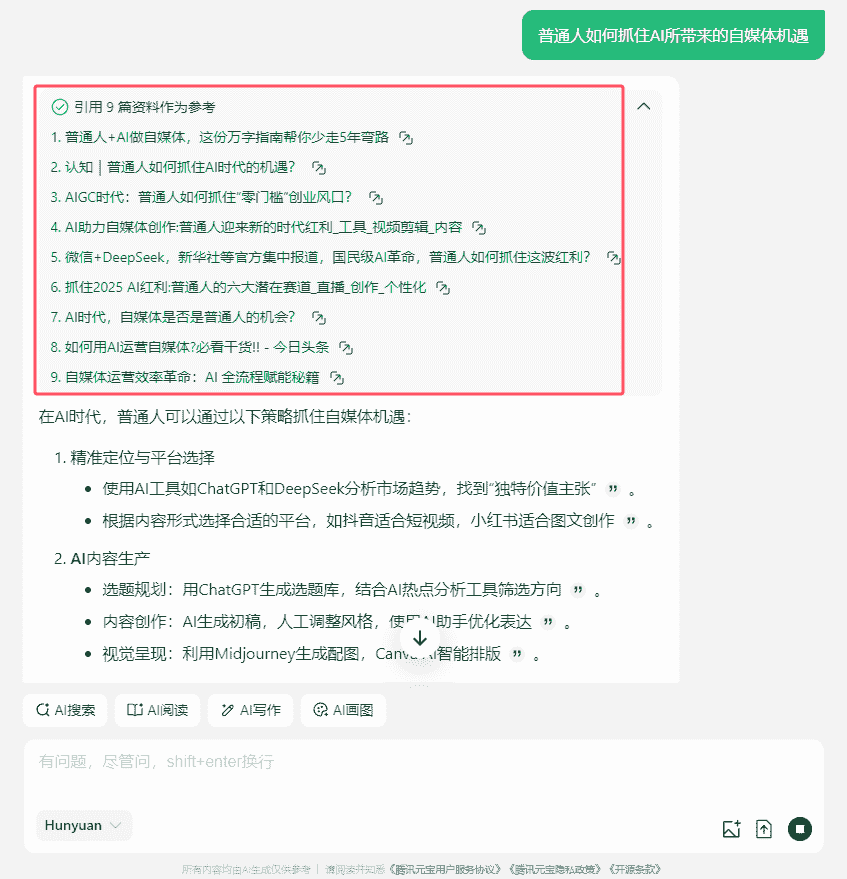 普通人如何抓住AI所带来的自媒体机遇
引用 9 篇资料作为参考
1. 普通人+AI做自媒体，这份万字指南帮你少走5年弯路
2. 认知 | 普通人如何抓住AI时代的机遇？
3. AIGC时代：普通人如何抓住“零门槛”创业风口？
4. AI助力自媒体创作:普通人迎来新的时代红利_工具_视频剪辑_内容
5. 微信+DeepSeek，新华社等官方集中报道，国民级AI革命，普通人如何抓住这波红利？
6. 抓住2025 AI红利:普通人的六大潜在赛道_直播_创作_个性化
7. AI时代，自媒体是否是普通人的机会？
8. 如何用AI运营自媒体?必看干货!! - 今日头条
9. 自媒体运营效率革命：AI 全流程赋能秘籍
在AI时代，普通人可以通过以下策略抓住自媒体机遇：
1. 精准定位与平台选择
• 使用AI工具如ChatGPT和DeepSeek分析市场趋势，找到“独特价值主张” ” 。
• 根据内容形式选择合适的平台，如抖音适合短视频，小红书适合图文创作 ” 。
2. AI内容生产
• 选题规划：用ChatGPT生成选题库，结合AI热点分析工具筛选方向 ” 。
• 内容创作：AI生成初稿，人工调整风格，使用AI助手优化表达 ” 。
• 视觉呈现：利用Midjourney生成配图，Canva AI智能排版 ” 。
AI搜索 AI阅读 AI写作 AI画图
有问题，尽管问，shift+enter换行
Hunyuan
所有内容均由AI生成仅供参考 | 请阅读并知悉《腾讯元宝用户服务协议》《腾讯元宝隐私政策》《开源条款》